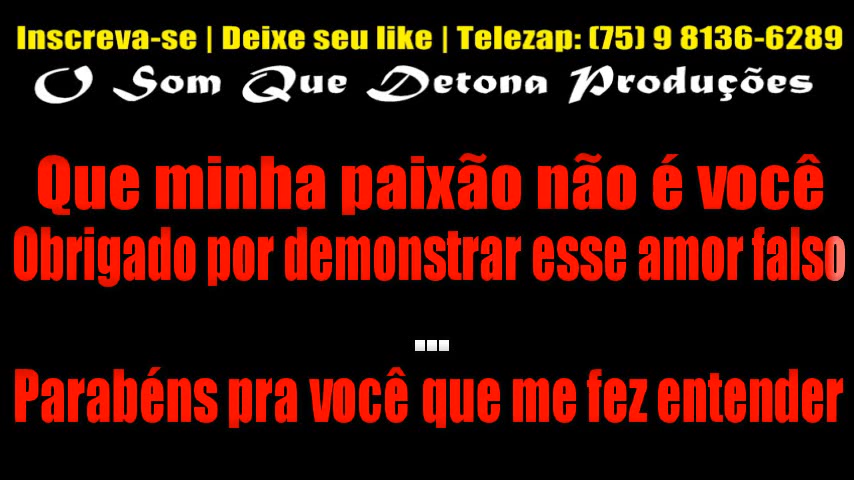 Inscreva-se | Deixe seu like | Telezap: (75) 9 8136-6289
O Som Que Detona Produções
Que minha paixão não é você
Obrigado por demonstrar esse amor falso
...
Parabéns pra você que me fez entender